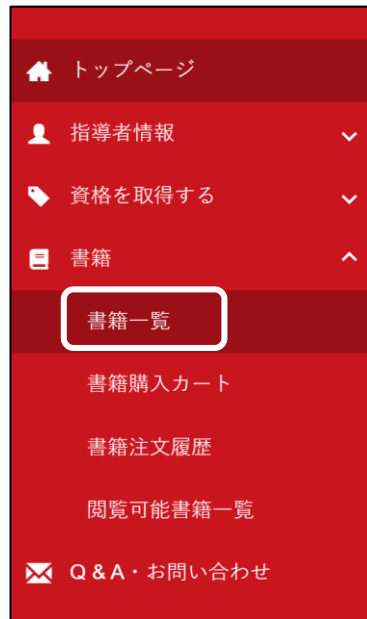 トップページ
指導者情報
資格を取得する
書籍
書籍一覧
書籍購入カート
書籍注文履歴
閲覧可能書籍一覧
Q&A・お問い合わせ